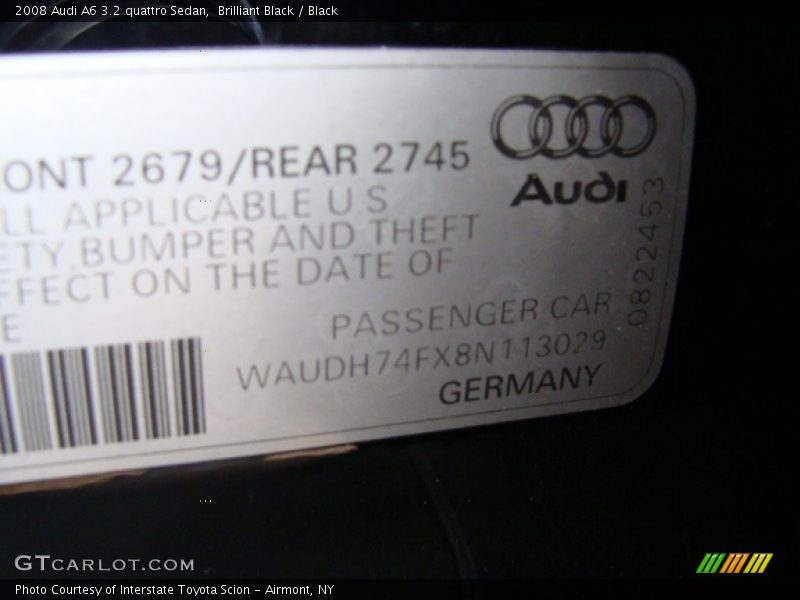 2008 Audi A6 3.2 quattro Sedan,  Brilliant Black / Black
ONT 2679/REAR 2745
LL APPLICABLE U S
ETY BUMPER AND THEFT
FFECT ON THE DATE OF
E
Audi
0822453
PASSENGER CAR
WAUDH74FX8N113029
GERMANY
GTCARLOT.COM
Photo Courtesy of Interstate Toyota Scion - Airmont, NY